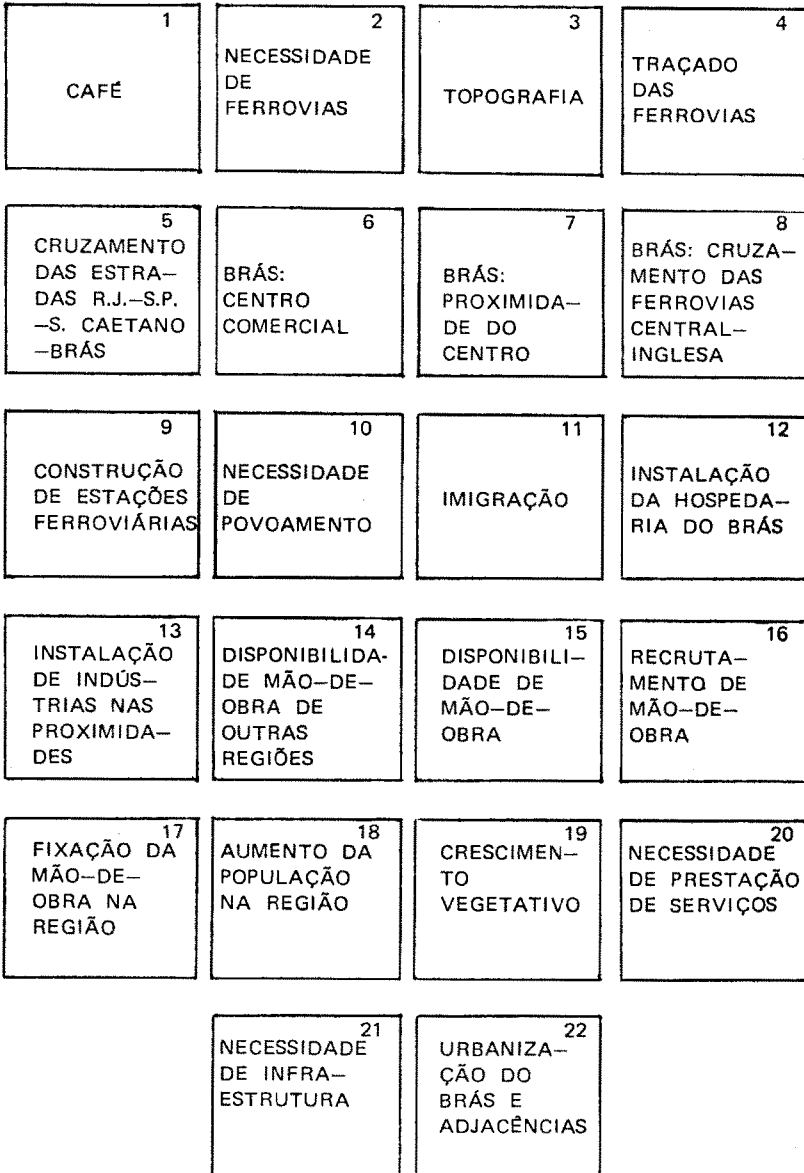 1
CAFÉ
2
NECESSIDADE
DE
FERROVIAS
3
TOPOGRAFIA
4
TRAÇADO
DAS
FERROVIAS
5
CRUZAMENTO
DAS ESTRA—
DAS R.J.—S.P.
—S. CAETANO
—BRÁS
6
BRÁS:
CENTRO
COMERCIAL
7
BRÁS:
PROXIMIDA—
DE DO
CENTRO
8
BRÁS: CRUZA—
MENTO DAS
FERROVIAS
CENTRAL—
INGLESA
9
CONSTRUÇÃO
DE ESTAÇÕES
FERROVIÁRIAS
10
NECESSIDADE
DE
POVOAMENTO
11
IMIGRAÇÃO
12
INSTALAÇÃO
DA HOSPEDA—
RIA DO BRÁS
13
INSTALAÇÃO
DE INDÚS—
TRIAS NAS
PROXIMIDA—
DES
14
DISPONIBILIDA-
DE MÃO—DE—
OBRA DE
OUTRAS
REGIÕES
15
DISPONIBILI—
DADE DE
MÃO—DE—
OBRA
16
RECRUTA—
MENTO DE
MÃO—DE—
OBRA
17
FIXAÇÃO DA
MÃO—DE—
OBRA NA
REGIÃO
18
AUMENTO DA
POPULAÇÃO
NA REGIÃO
19
CRESCIMEN—
TO
VEGETATIVO
20
NECESSIDADE
DE PRESTAÇÃO
DE SERVIÇOS
21
NECESSIDADE
DE INFRA—
ESTRUTURA
22
URBANIZA—
ÇÃO DO
BRÁS E
ADJACÊNCIAS